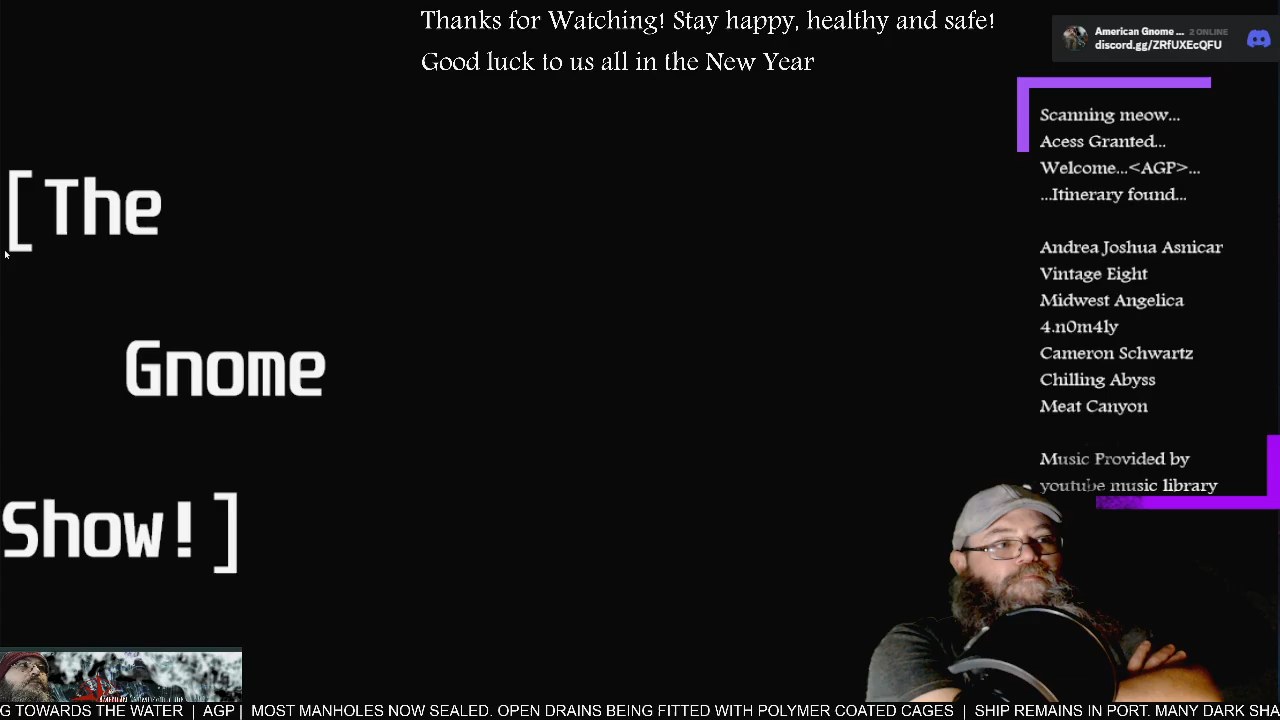 Thanks for Watching! Stay happy, healthy and safe!
Good luck to us all in the New Year
American Gnome ... 2 ONLINE
discord.gg/ZRfUXEcQFU
Scanning meow...
Acess Granted...
Welcome...<AGP>...
...Itinerary found...
Andrea Joshua Asnicar
Vintage Eight
Midwest Angelica
4.n0m4ly
Cameron Schwartz
Chilling Abyss
Meat Canyon
Music Provided by
youtube music library
[The
Gnome
Show!]
G TOWARDS THE WATER | AGP | MOST MANHOLES NOW SEALED. OPEN DRAINS BEING FITTED WITH POLYMER COATED CAGES | SHIP REMAINS IN PORT. MANY DARK SHA